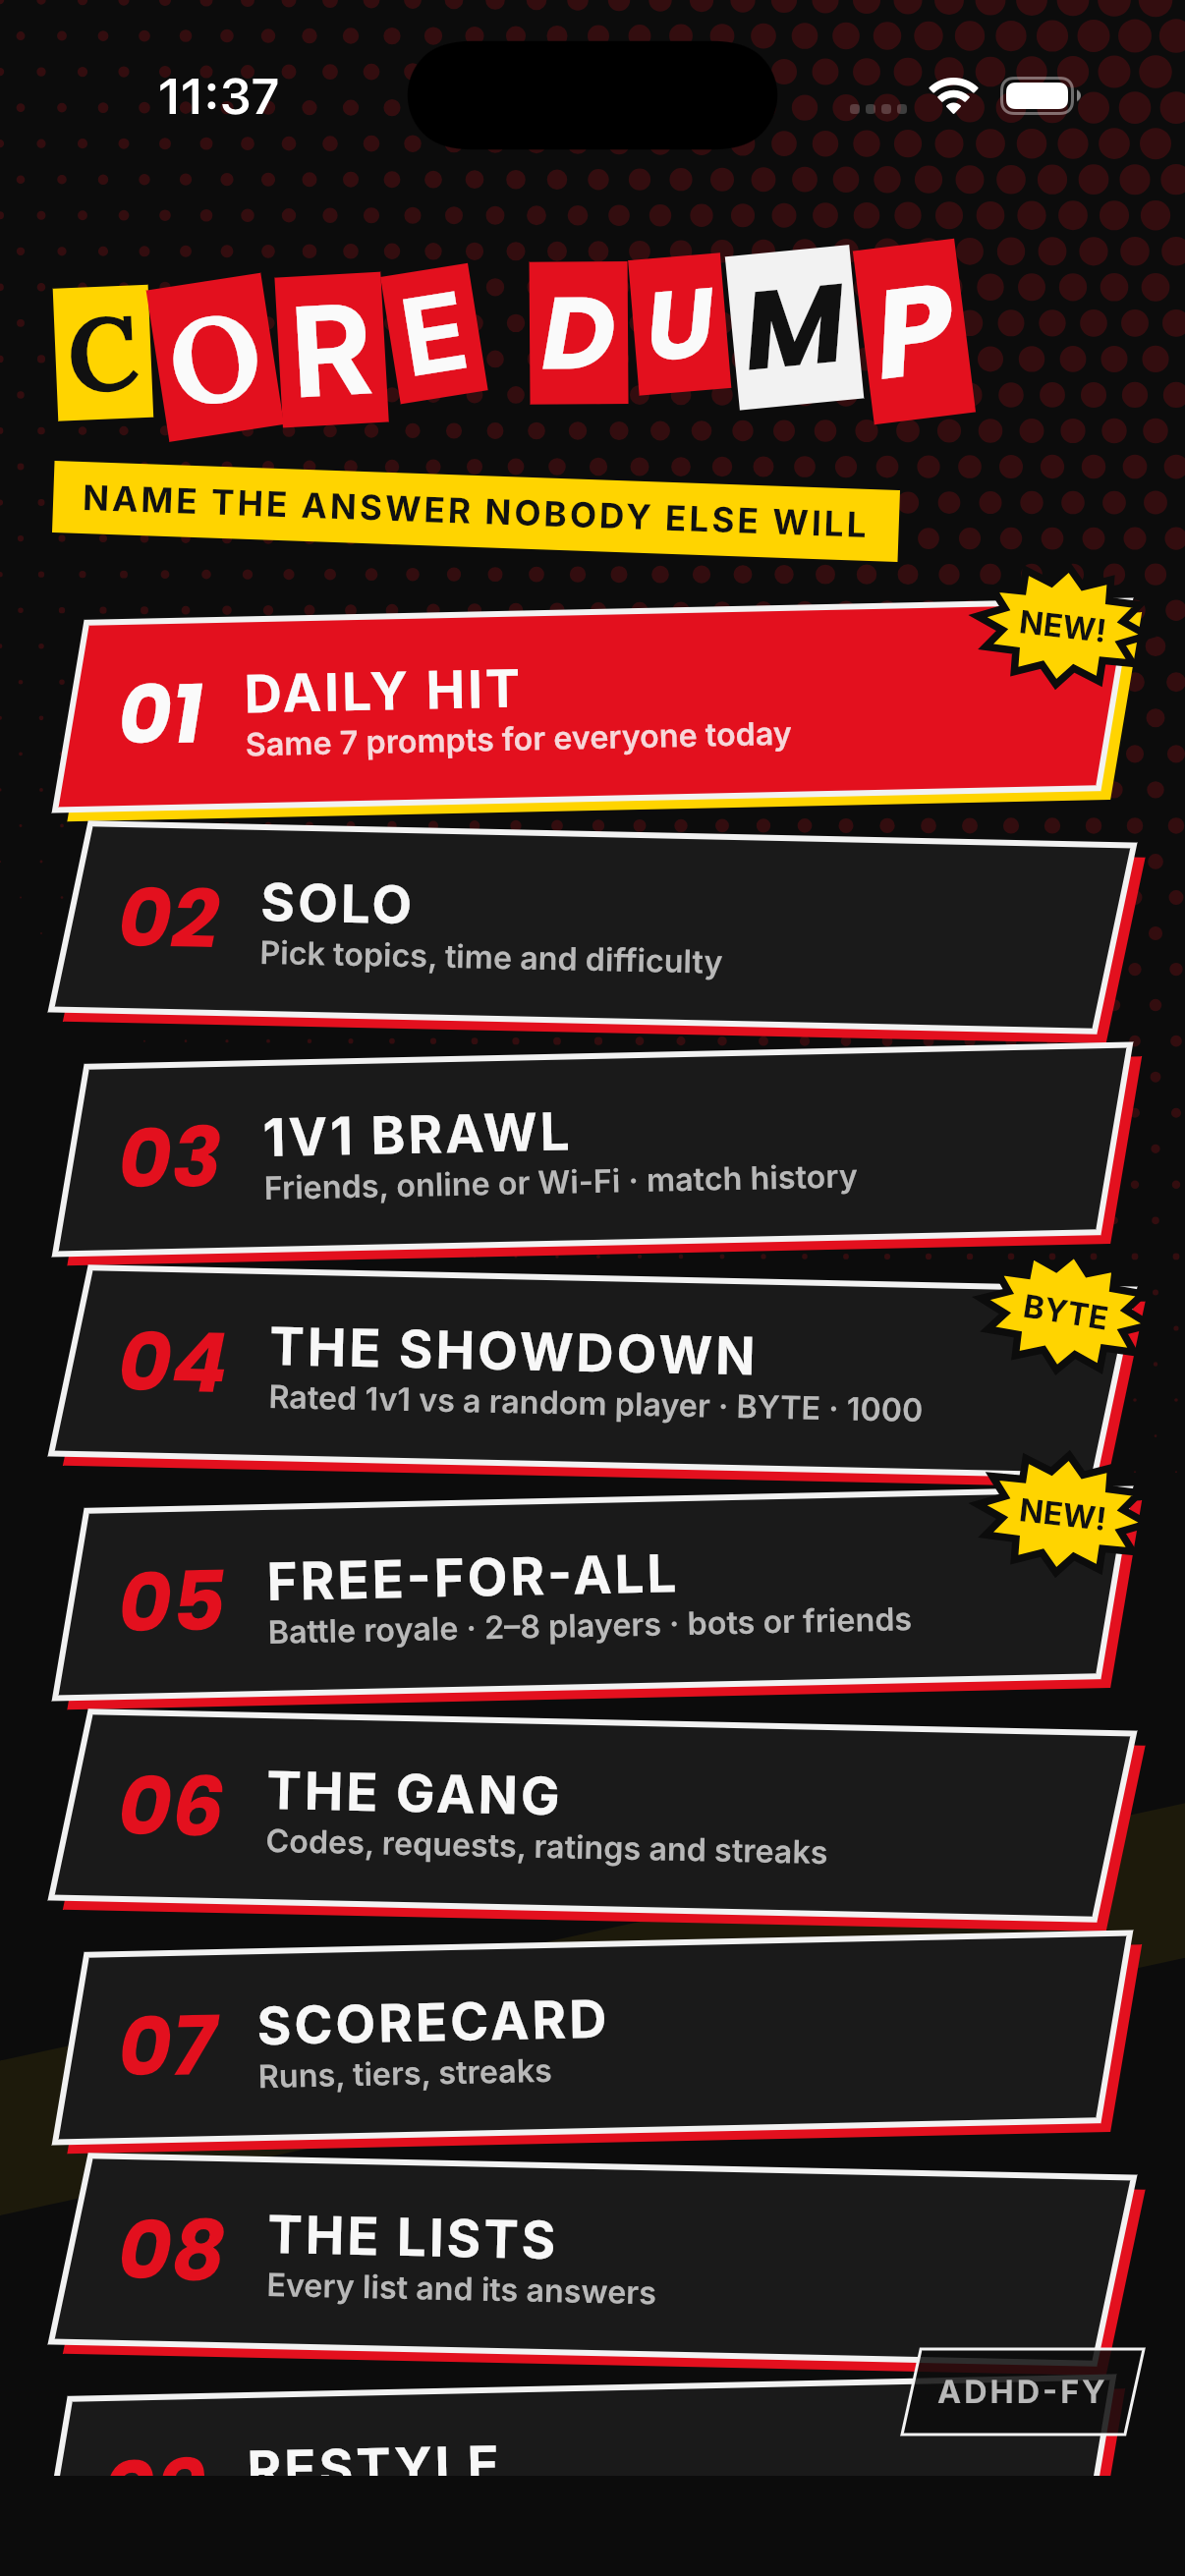 11:37
CORE DUMP
NAME THE ANSWER NOBODY ELSE WILL
NEW!
01
DAILY HIT
Same 7 prompts for everyone today
02
SOLO
Pick topics, time and difficulty
03
1V1 BRAWL
Friends, online or Wi-Fi · match history
BYTE
04
THE SHOWDOWN
Rated 1v1 vs a random player · BYTE · 1000
NEW!
05
FREE-FOR-ALL
Battle royale · 2–8 players · bots or friends
06
THE GANG
Codes, requests, ratings and streaks
07
SCORECARD
Runs, tiers, streaks
08
THE LISTS
Every list and its answers
ADHD-FY
RESTYLE